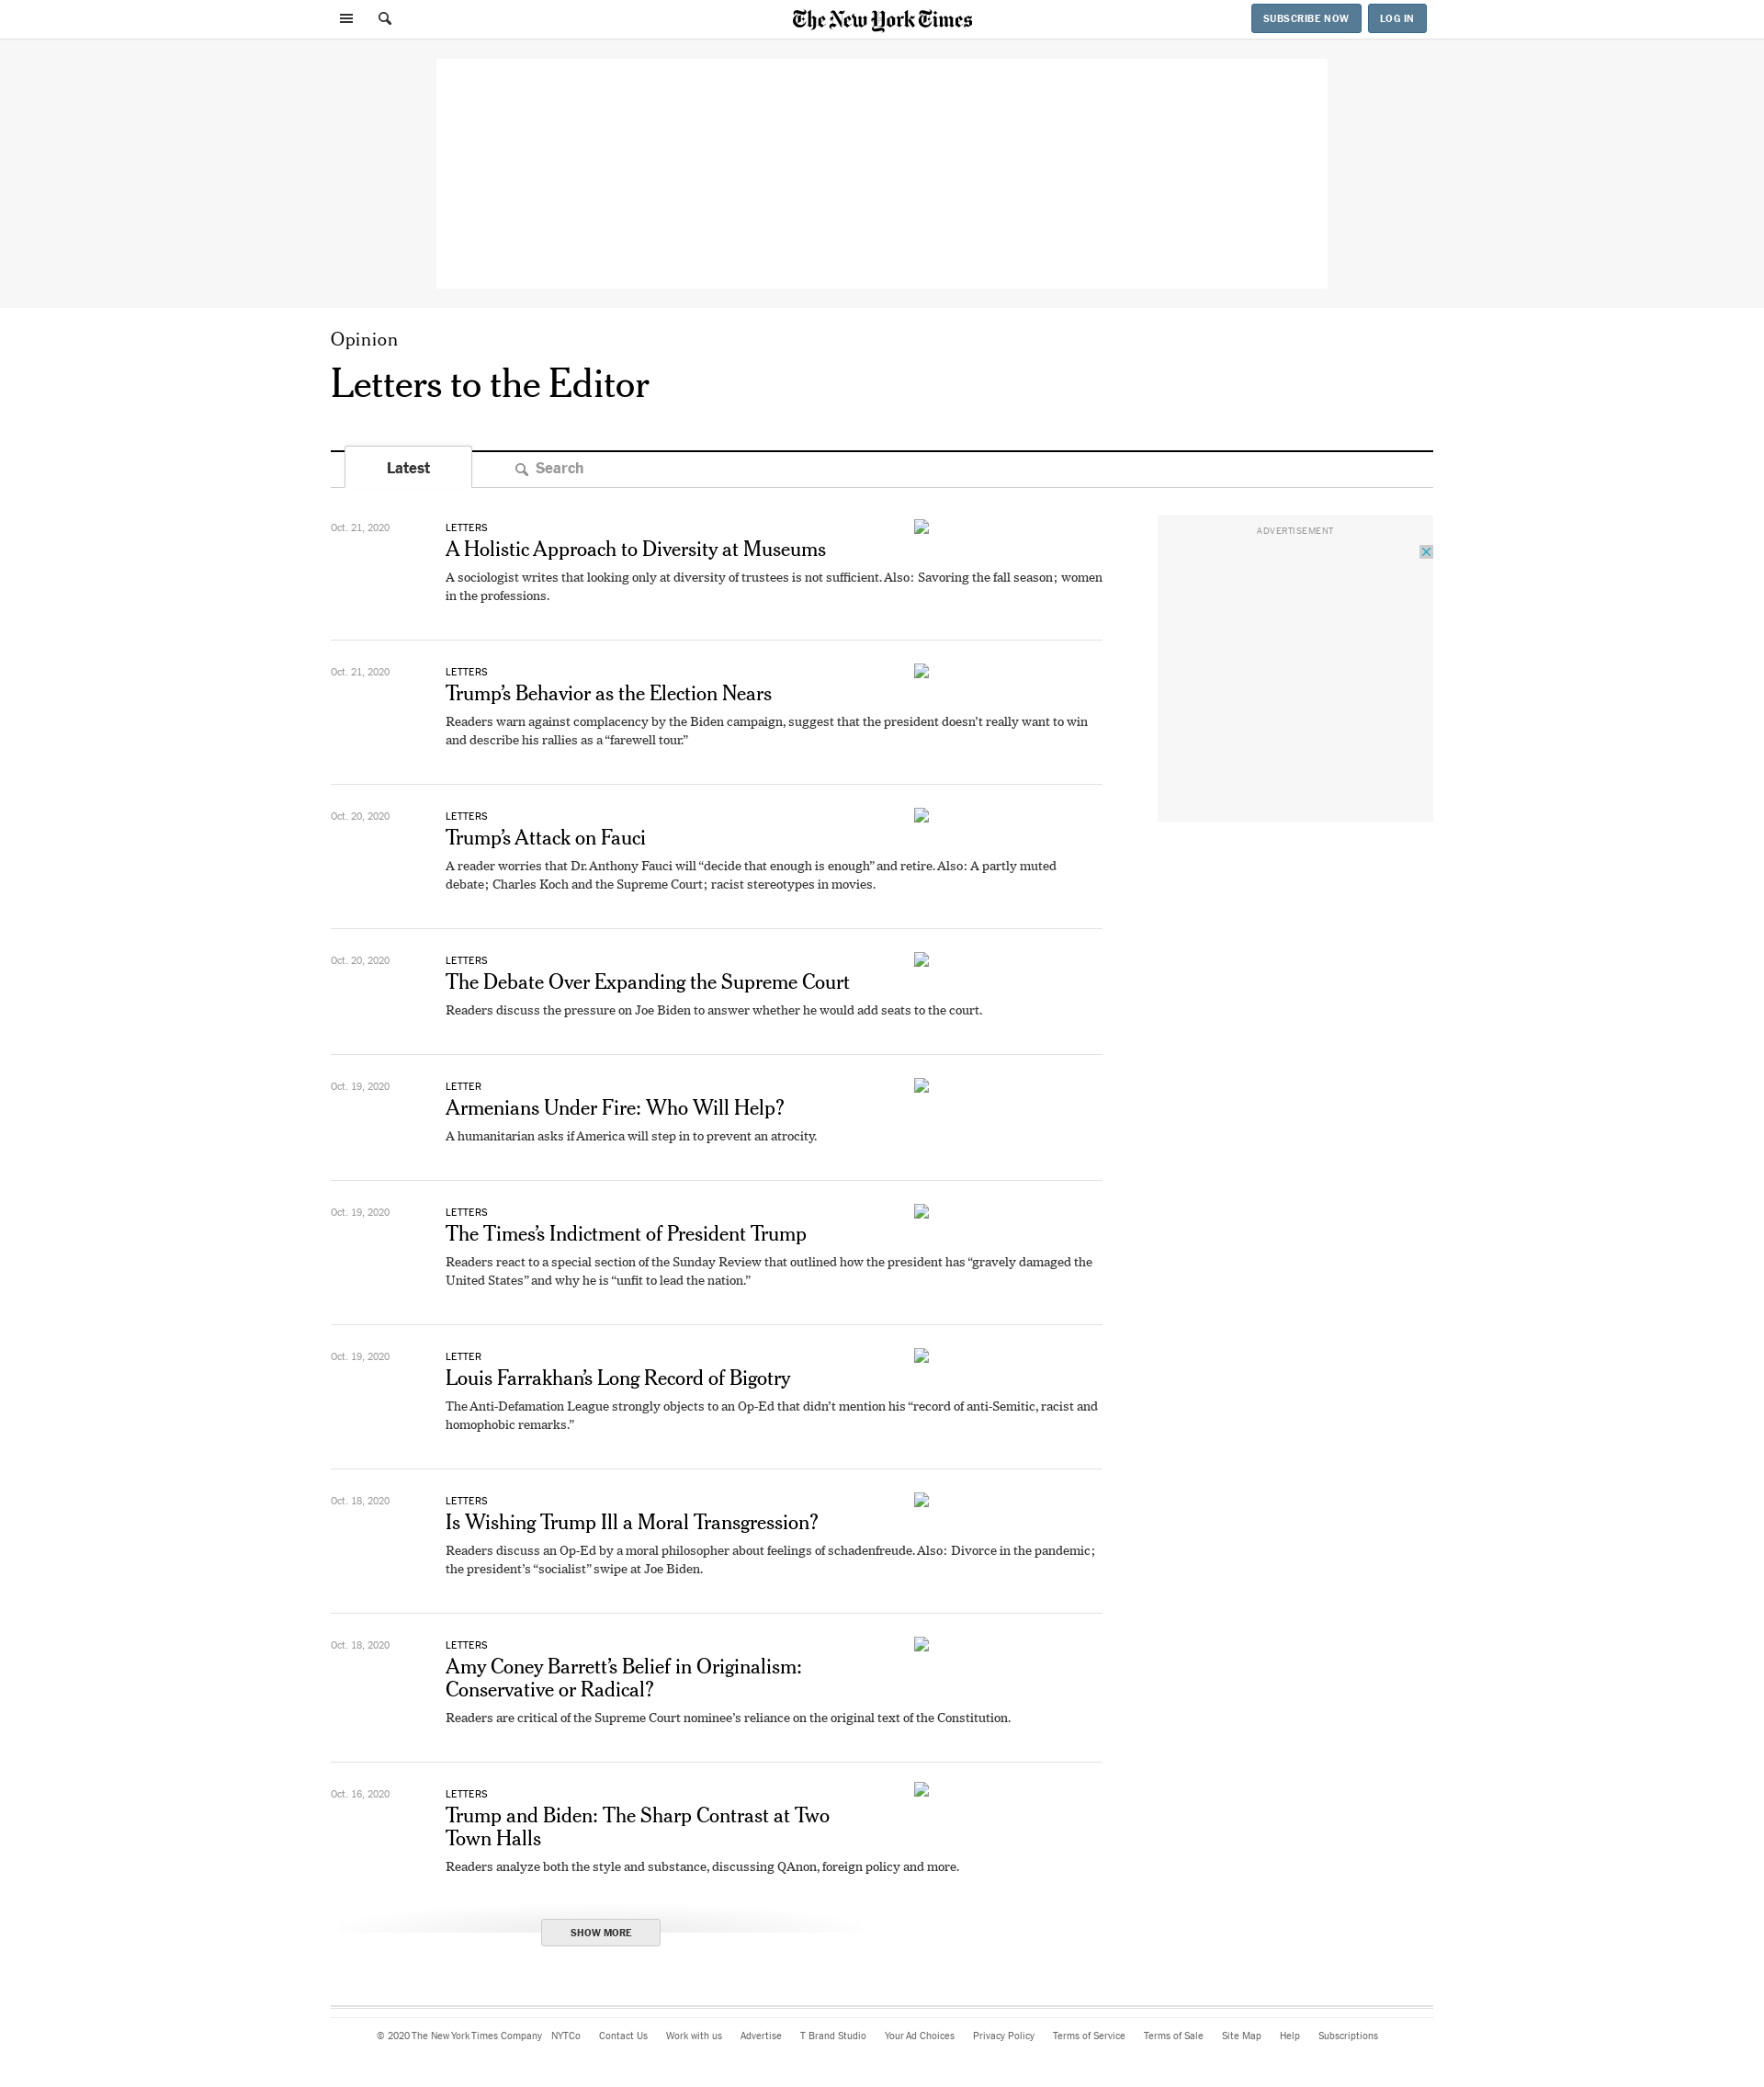 The New York Times
SUBSCRIBE NOW
LOG IN
Opinion
Letters to the Editor
Latest
Search
Oct. 21, 2020
LETTERS
A Holistic Approach to Diversity at Museums
A sociologist writes that looking only at diversity of trustees is not sufficient. Also: Savoring the fall season; women
in the professions.
ADVERTISEMENT
Oct. 21, 2020
LETTERS
Trump’s Behavior as the Election Nears
Readers warn against complacency by the Biden campaign, suggest that the president doesn’t really want to win
and describe his rallies as a “farewell tour.”
Oct. 20, 2020
LETTERS
Trump’s Attack on Fauci
A reader worries that Dr. Anthony Fauci will “decide that enough is enough” and retire. Also: A partly muted
debate; Charles Koch and the Supreme Court; racist stereotypes in movies.
Oct. 20, 2020
LETTERS
The Debate Over Expanding the Supreme Court
Readers discuss the pressure on Joe Biden to answer whether he would add seats to the court.
Oct. 19, 2020
LETTER
Armenians Under Fire: Who Will Help?
A humanitarian asks if America will step in to prevent an atrocity.
Oct. 19, 2020
LETTERS
The Times’s Indictment of President Trump
Readers react to a special section of the Sunday Review that outlined how the president has “gravely damaged the
United States” and why he is “unfit to lead the nation.”
Oct. 19, 2020
LETTER
Louis Farrakhan’s Long Record of Bigotry
The Anti-Defamation League strongly objects to an Op-Ed that didn’t mention his “record of anti-Semitic, racist and
homophobic remarks.”
Oct. 18, 2020
LETTERS
Is Wishing Trump Ill a Moral Transgression?
Readers discuss an Op-Ed by a moral philosopher about feelings of schadenfreude. Also: Divorce in the pandemic;
the president’s “socialist” swipe at Joe Biden.
Oct. 18, 2020
LETTERS
Amy Coney Barrett’s Belief in Originalism:
Conservative or Radical?
Readers are critical of the Supreme Court nominee’s reliance on the original text of the Constitution.
Oct. 16, 2020
LETTERS
Trump and Biden: The Sharp Contrast at Two
Town Halls
Readers analyze both the style and substance, discussing QAnon, foreign policy and more.
SHOW MORE
© 2020 The New York Times Company NYTCo Contact Us Work with us Advertise T Brand Studio Your Ad Choices Privacy Policy Terms of Service Terms of Sale Site Map Help Subscriptions